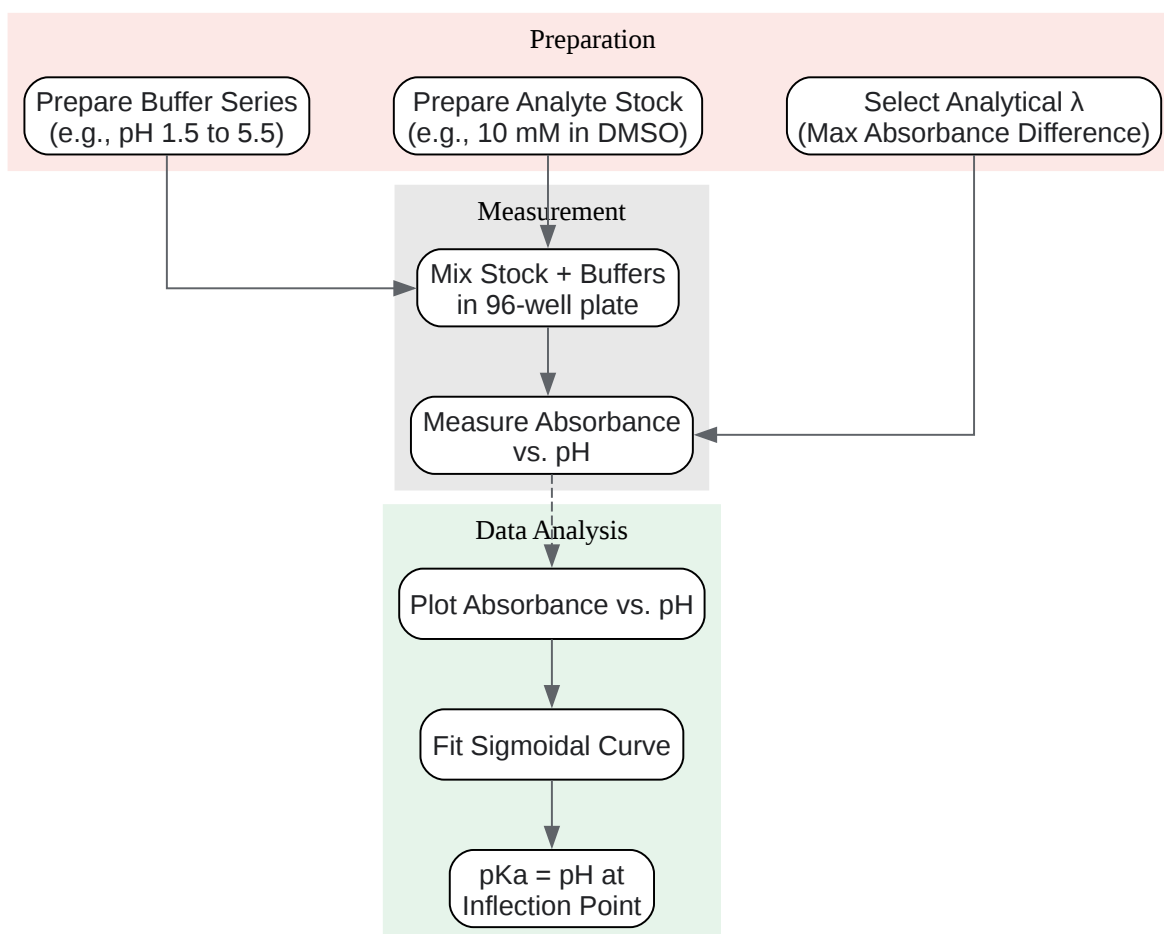 Preparation
Prepare Buffer Series
(e.g., pH 1.5 to 5.5)
Prepare Analyte Stock
(e.g., 10 mM in DMSO)
Select Analytical λ
(Max Absorbance Difference)
Measurement
Mix Stock + Buffers
in 96-well plate
Measure Absorbance
vs. pH
Data Analysis
Plot Absorbance vs. pH
Fit Sigmoidal Curve
pKa = pH at
Inflection Point